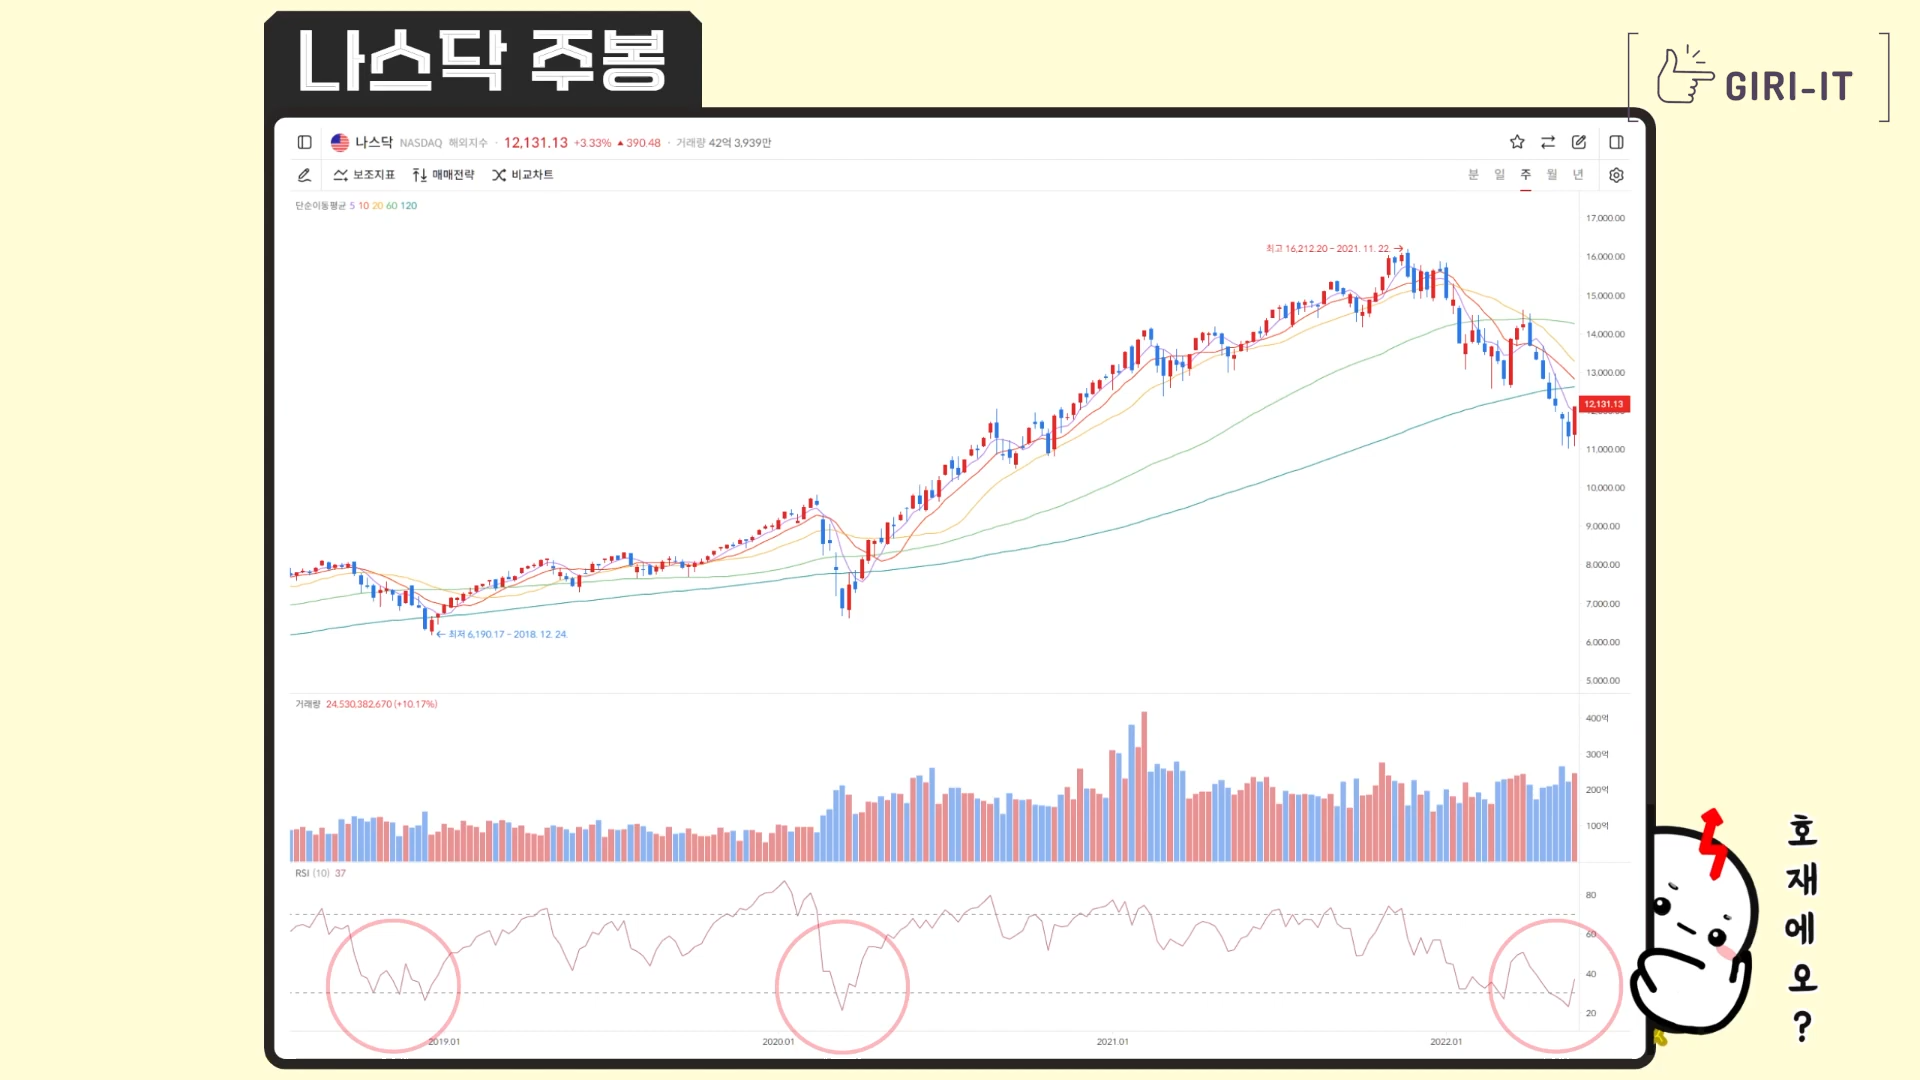 나스닥 주봉
GIRI-IT
나스닥 NASDAQ 해외지수 · 12,131.13 +3.33% ▲ 390.48 · 거래량 42억 3,939만
보조지표 매매전략 비교차트
분 일 주 월 년
단순이동평균 5 10 20 60 120
17,000.00
최고 16,212.20 - 2021. 11. 22 →
16,000.00
15,000.00
14,000.00
13,000.00
12,131.13
11,000.00
10,000.00
9,000.00
8,000.00
7,000.00
← 최저 6,190.17 - 2018. 12. 24.
6,000.00
5,000.00
거래량 24,530,382,670 (+10.17%)
400억
300억
200억
100억
RSI (10) 37
80
60
40
20
2019.01 2020.01 2021.01 2022.01
호재에오?